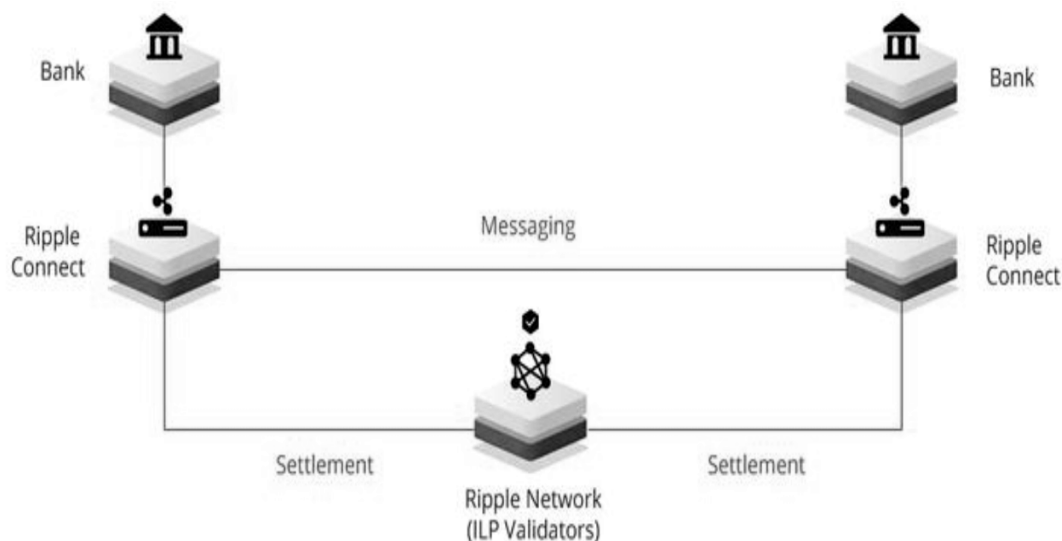 Bank
Bank
Messaging
Ripple
Connect
Ripple
Connect
Settlement
Settlement
Ripple Network
(ILP Validators)